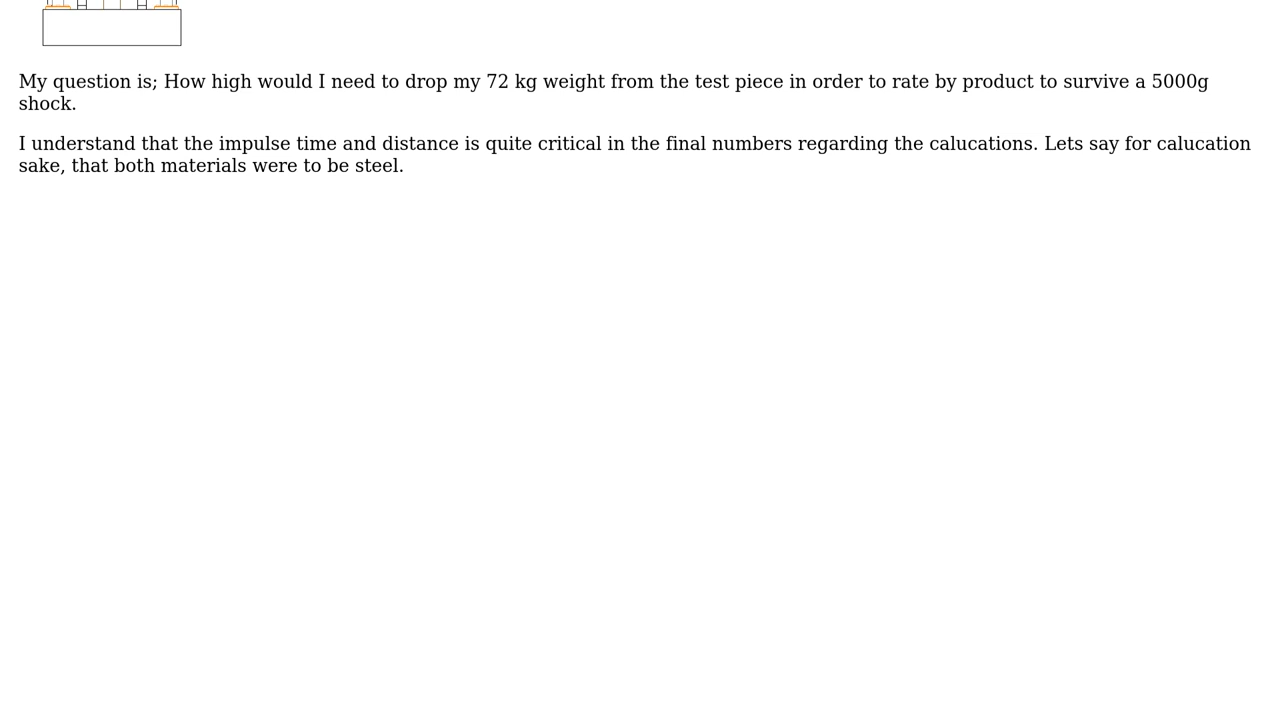 My question is; How high would I need to drop my 72 kg weight from the test piece in order to rate by product to survive a 5000g
shock.
I understand that the impulse time and distance is quite critical in the final numbers regarding the calucations. Lets say for calucation
sake, that both materials were to be steel.